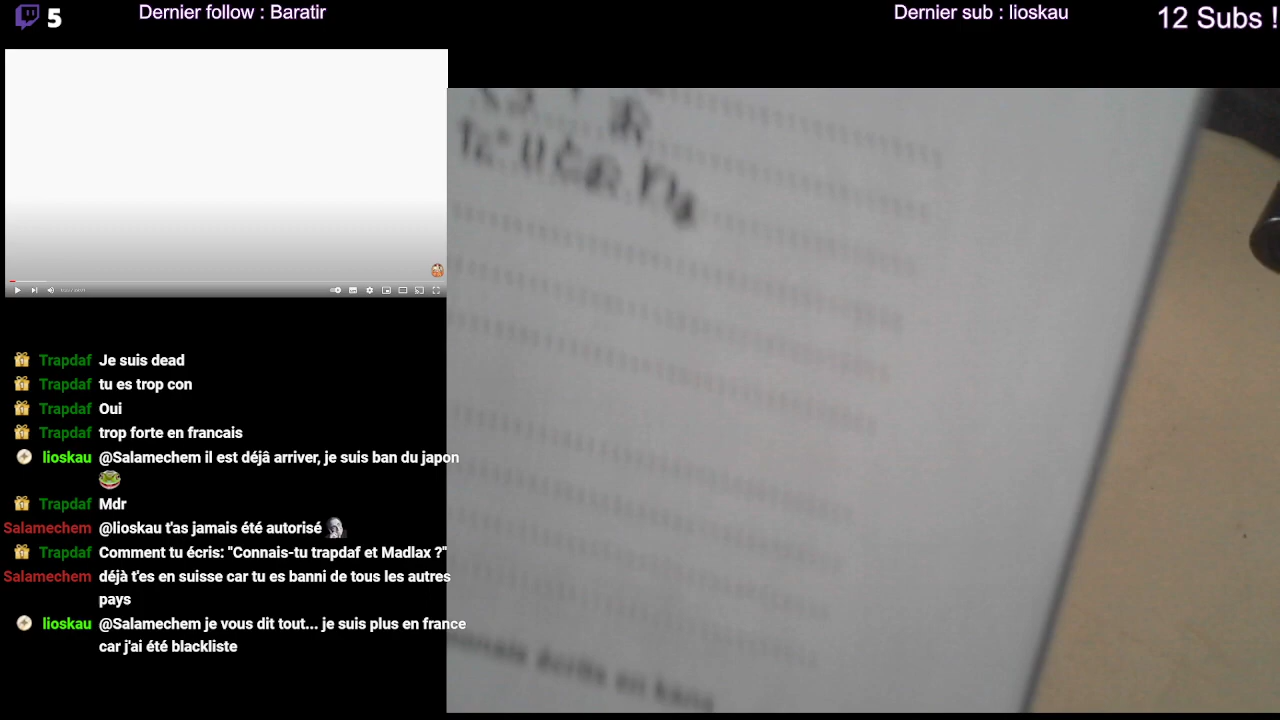 5
Dernier follow : Baratir
Dernier sub : lioskau
12 Subs !
Trapdaf Je suis dead
Trapdaf tu es trop con
Trapdaf Oui
Trapdaf trop forte en francais
lioskau @Salamechem il est déjâ arriver, je suis ban du japon
Trapdaf Mdr
Salamechem @lioskau t'as jamais été autorisé
Trapdaf Comment tu écris: "Connais-tu trapdaf et Madlax ?"
Salamechem déjà t'es en suisse car tu es banni de tous les autres
pays
lioskau @Salamechem je vous dit tout... je suis plus en france
car j'ai été blackliste
écrits en